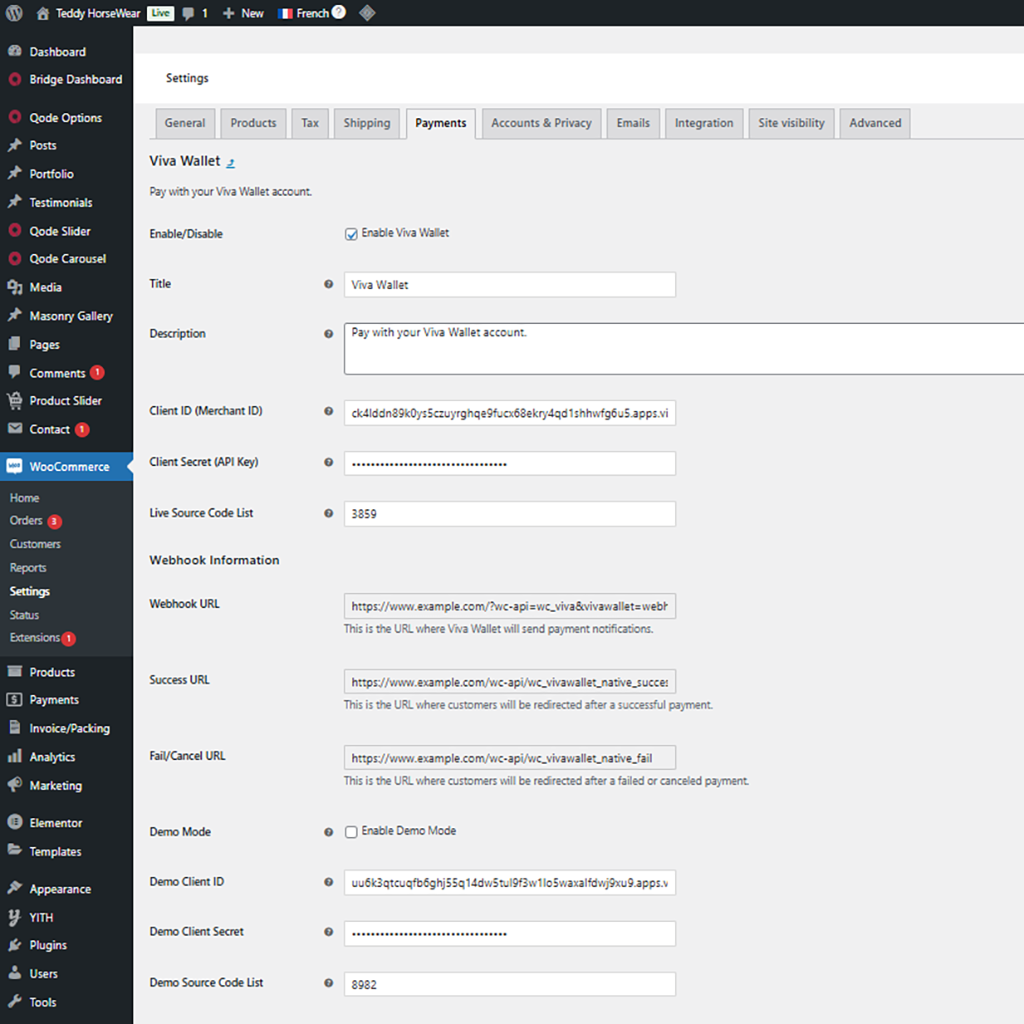 Teddy HorseWear Live 1 New French
Dashboard
Bridge Dashboard
Qode Options
Posts
Portfolio
Testimonials
Qode Slider
Qode Carousel
Media
Masonry Gallery
Pages
Comments 1
Product Slider
Contact 1
WooCommerce
Home
Orders 3
Customers
Reports
Settings
Status
Extensions 1
Products
Payments
Invoice/Packing
Analytics
Marketing
Elementor
Templates
Appearance
YITH
Plugins
Users
Tools
Settings
General Products Tax Shipping Payments Accounts & Privacy Emails Integration Site visibility Advanced
Viva Wallet
Pay with your Viva Wallet account.
Enable/Disable Enable Viva Wallet
Title Viva Wallet
Description Pay with your Viva Wallet account.
Client ID (Merchant ID)
Client Secret (API Key)
Live Source Code List 3859
Webhook Information
Webhook URL https://www.example.com/?wc-api=wc_viva&vivawallet=webh
This is the URL where Viva Wallet will send payment notifications.
Success URL https://www.example.com/wc-api/wc_vivawallet_native_succes
This is the URL where customers will be redirected after a successful payment.
Fail/Cancel URL https://www.example.com/wc-api/wc_vivawallet_native_fail
This is the URL where customers will be redirected after a failed or canceled payment.
Demo Mode Enable Demo Mode
Demo Client ID
Demo Client Secret
Demo Source Code List 8982